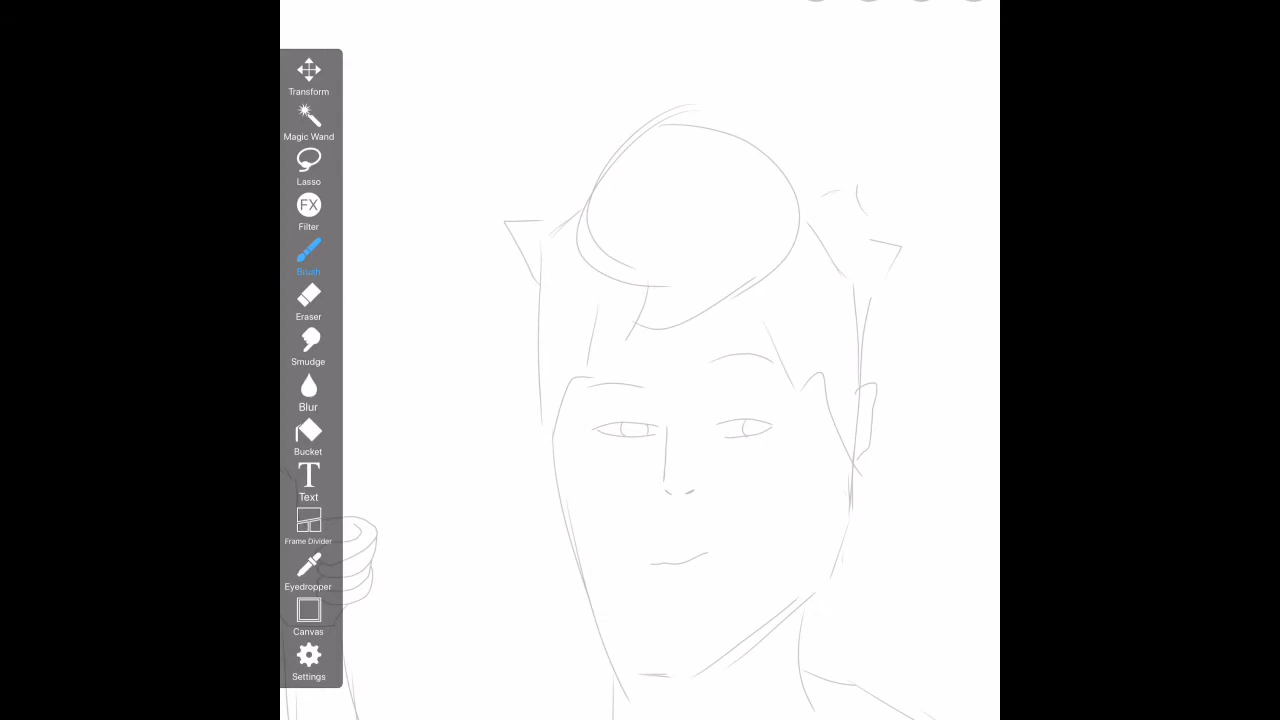 Transform
Magic Wand
Lasso
FX
Filter
Brush
Eraser
Smudge
Blur
Bucket
T
Text
Frame Divider
Eyedropper
Canvas
Settings